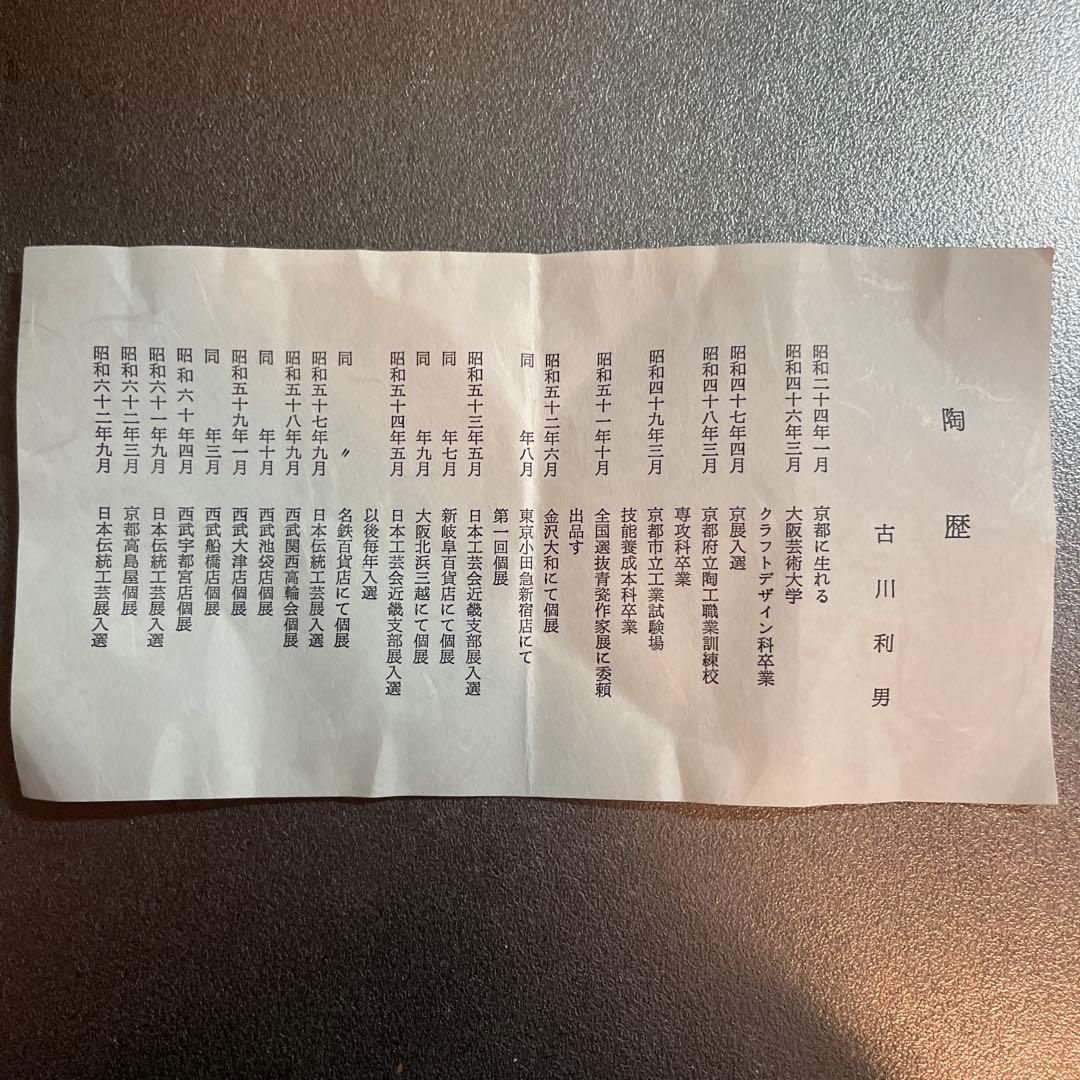 陶歴
古川利男
昭和二十四年一月 京都に生れる
昭和四十六年三月 大阪芸術大学
クラフトデザイン科卒業
昭和四十七年四月 京展入選
昭和四十八年三月 京都府立陶工職業訓練校
専攻科卒業
昭和四十九年三月 京都市立工業試験場
技能養成本科卒業
昭和五十一年十月 全国選抜青瓷作家展に委頼
出品す
昭和五十二年六月 金沢大和にて個展
同 年八月 東京小田急新宿店にて
第一回個展
昭和五十三年五月 日本工芸会近畿支部展入選
同 年七月 新岐阜百貨店にて個展
同 年九月 大阪北浜三越にて個展
昭和五十四年五月 日本工芸会近畿支部展入選
以後毎年入選
同 〃 名鉄百貨店にて個展
昭和五十七年九月 日本伝統工芸展入選
昭和五十八年九月 西武関西高輪会個展
同 年十月 西武池袋店個展
昭和五十九年一月 西武大津店個展
同 年三月 西武船橋店個展
昭和六十年四月 西武宇都宮店個展
昭和六十一年九月 日本伝統工芸展入選
昭和六十二年三月 京都高島屋個展
昭和六十二年九月 日本伝統工芸展入選